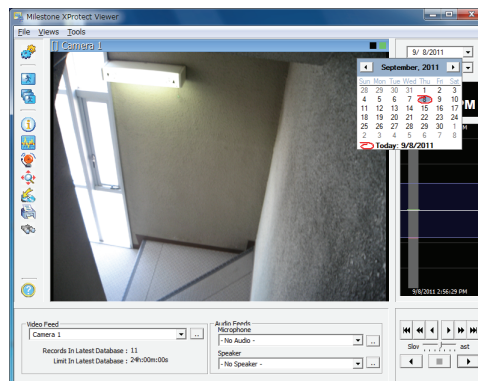 Milestone XProtect Viewer
File Views Tools
Camera 1
9/ 8/2011
September, 2011
Sun Mon Tue Wed Thu Fri Sat
28 29 30 31 1 2 3
4 5 6 7 8 9 10
11 12 13 14 15 16 17
18 19 20 21 22 23 24
25 26 27 28 29 30 1
2 3 4 5 6 7 8
Today: 9/8/2011
PM
M
9/8/2011 2:56:29 PM
Video Feed
Camera 1
..
Records In Latest Database : 11
Limit In Latest Database : 24h:00m:00s
Audio Feeds
Microphone
- No Audio -
..
Speaker
- No Speaker -
..
Slow
ast